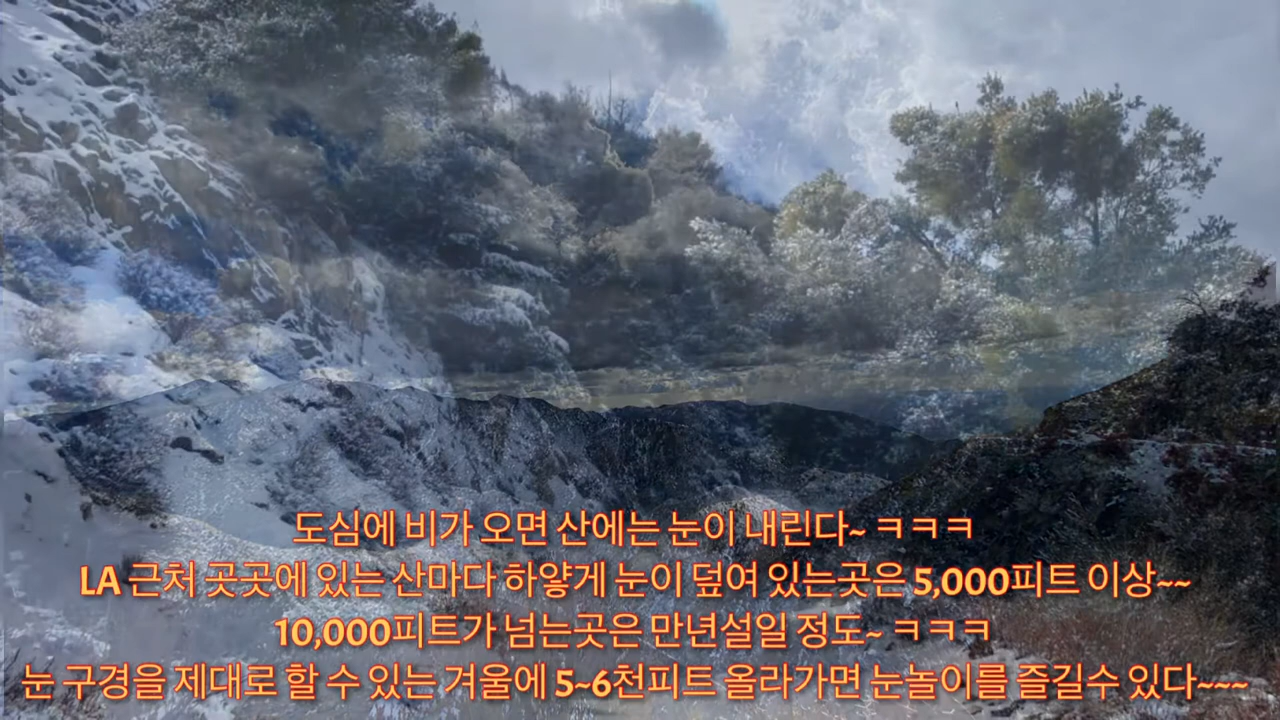 도심에 비가 오면 산에는 눈이 내린다~ ㅋㅋㅋ
LA 근처 곳곳에 있는 산마다 하얗게 눈이 덮여 있는곳은 5,000피트 이상~~
10,000피트가 넘는곳은 만년설일 정도~ ㅋㅋㅋ
눈 구경을 제대로 할 수 있는 겨울에 5~6천피트 올라가면 눈놀이를 즐길수 있다~~~